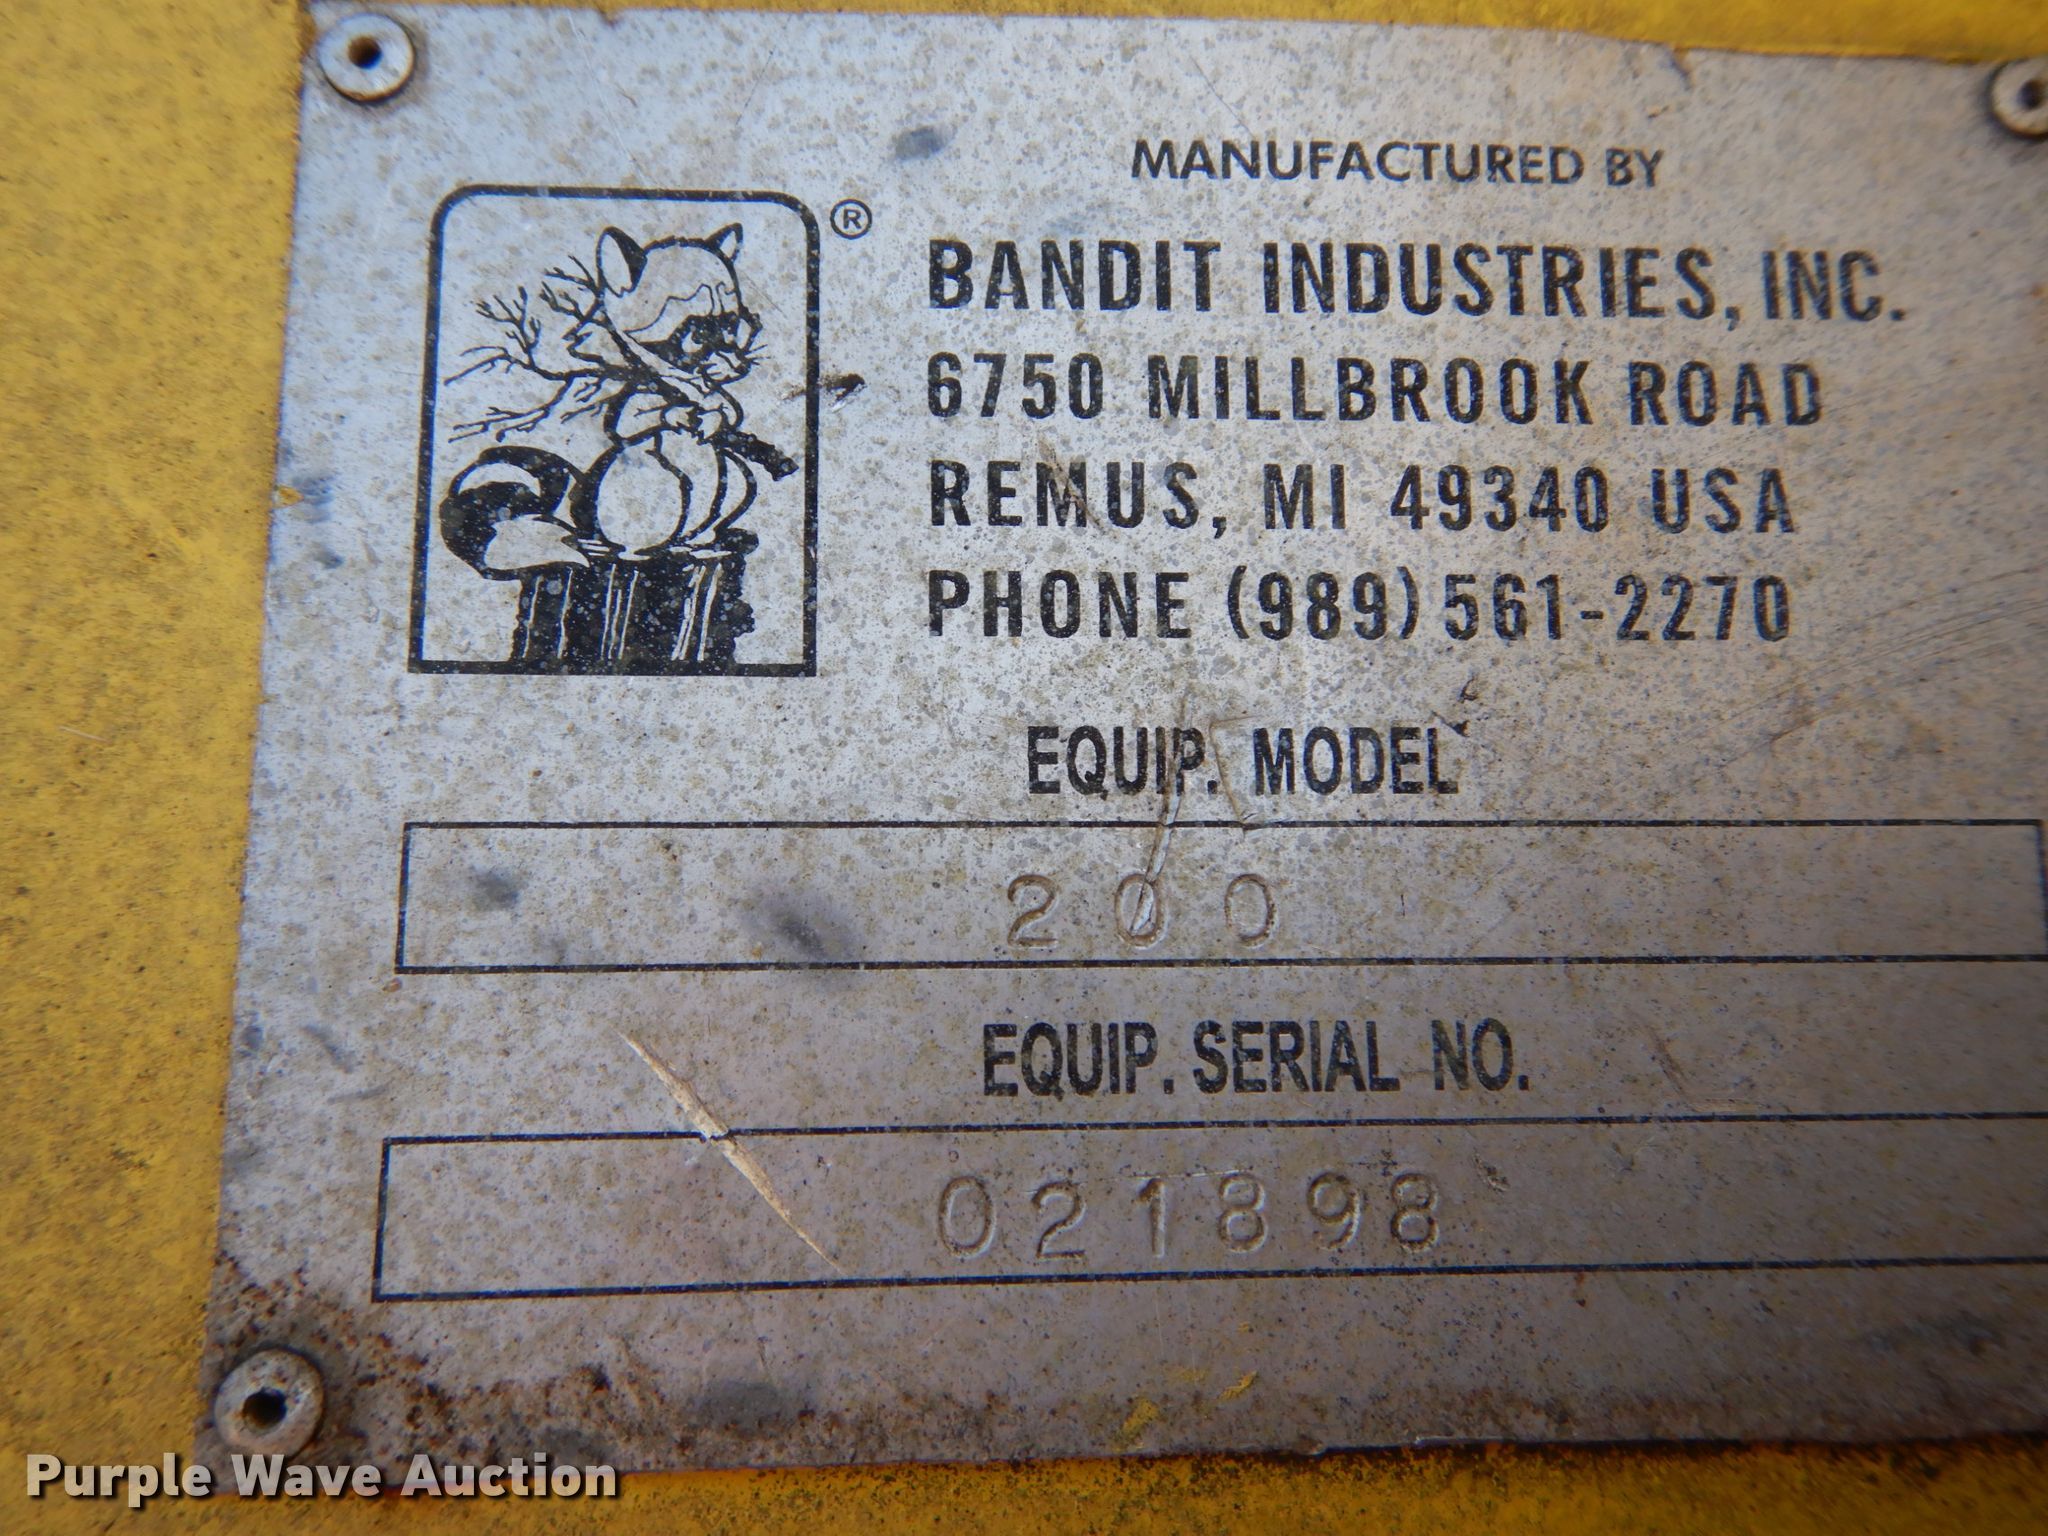 ®
MANUFACTURED BY
BANDIT INDUSTRIES, INC.
6750 MILLBROOK ROAD
REMUS, MI 49340 USA
PHONE (989) 561-2270
EQUIP. MODEL
200
EQUIP. SERIAL NO.
021898
Purple Wave Auction